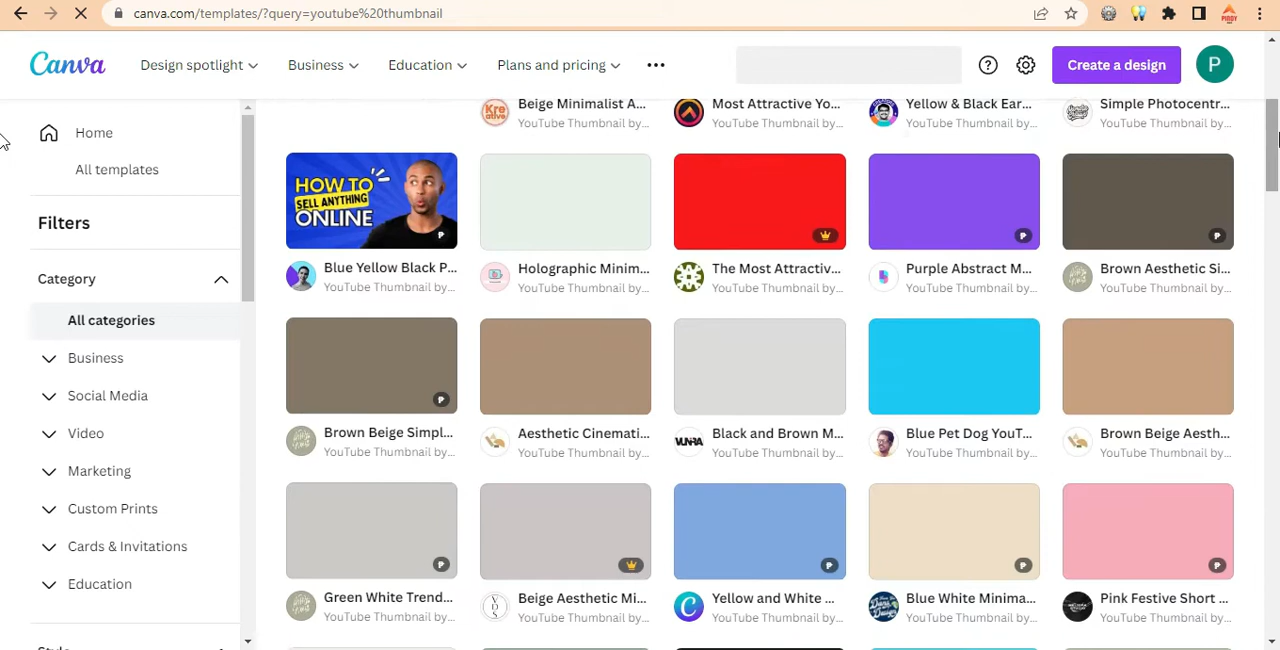 canva.com/templates/?query=youtube%20thumbnail
Canva
Design spotlight
Business
Education
Plans and pricing
Create a design
P
Home
All templates
Filters
Category
All categories
Business
Social Media
Video
Marketing
Custom Prints
Cards & Invitations
Education
Beige Minimalist A...
YouTube Thumbnail by...
Most Attractive Yo...
YouTube Thumbnail by...
Yellow & Black Ear...
YouTube Thumbnail by...
Simple Photocentr...
YouTube Thumbnail by...
HOW TO
SELL ANYTHING
ONLINE
Blue Yellow Black P...
YouTube Thumbnail by...
Holographic Minim...
YouTube Thumbnail by...
The Most Attractiv...
YouTube Thumbnail by...
Purple Abstract M...
YouTube Thumbnail by...
Brown Aesthetic Si...
YouTube Thumbnail by...
Brown Beige Simpl...
YouTube Thumbnail by...
Aesthetic Cinemati...
YouTube Thumbnail by...
Black and Brown M...
YouTube Thumbnail by...
Blue Pet Dog YouT...
YouTube Thumbnail by...
Brown Beige Aesth...
YouTube Thumbnail by...
Green White Trend...
YouTube Thumbnail by...
Beige Aesthetic Mi...
YouTube Thumbnail by...
Yellow and White ...
YouTube Thumbnail by...
Blue White Minima...
YouTube Thumbnail by...
Pink Festive Short ...
YouTube Thumbnail by...